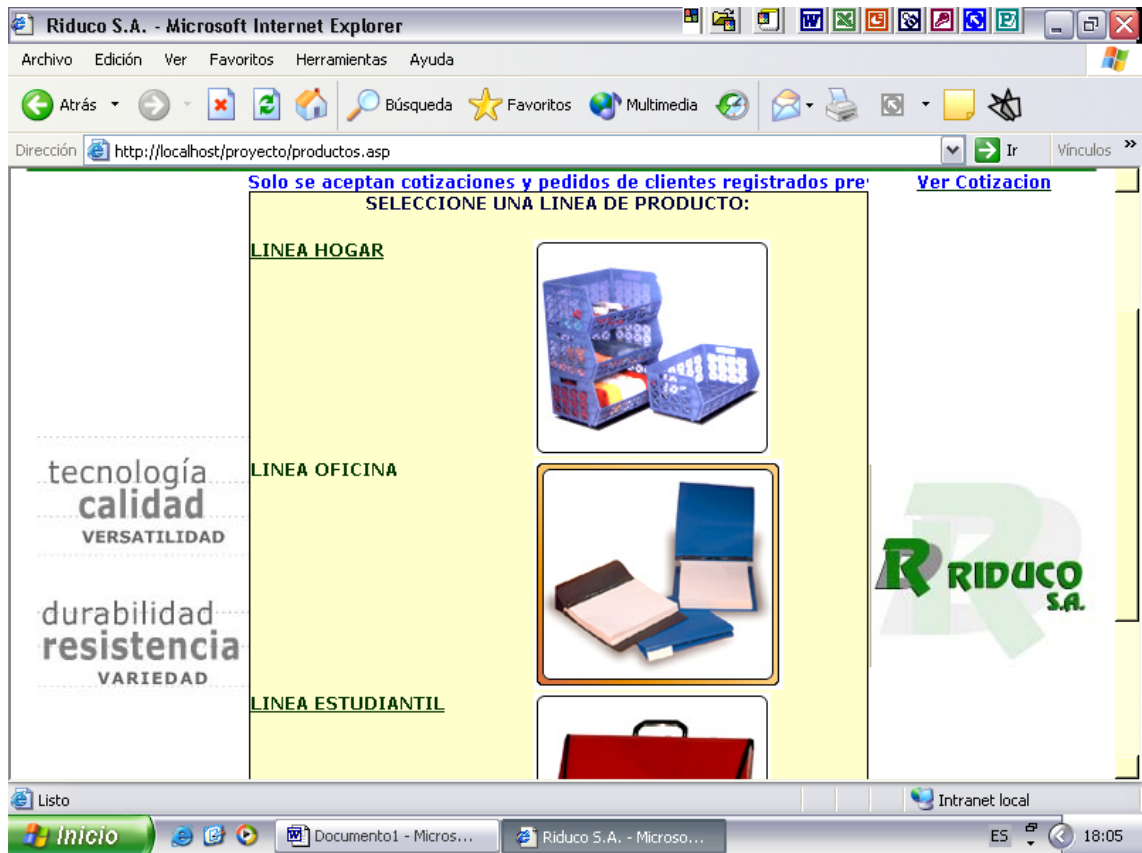 Riduco S.A. - Microsoft Internet Explorer
Archivo Edición Ver Favoritos Herramientas Ayuda
Atrás Búsqueda Favoritos Multimedia
Dirección http://localhost/proyecto/productos.asp Ir Vínculos »
Solo se aceptan cotizaciones y pedidos de clientes registrados pre Ver Cotizacion
SELECCIONE UNA LINEA DE PRODUCTO:
LINEA HOGAR
tecnología
calidad
VERSATILIDAD
LINEA OFICINA
RIDUCO
S.A.
durabilidad
resistencia
VARIEDAD
LINEA ESTUDIANTIL
Listo Intranet local
Inicio Documento1 - Micros... Riduco S.A. - Microso... ES 18:05